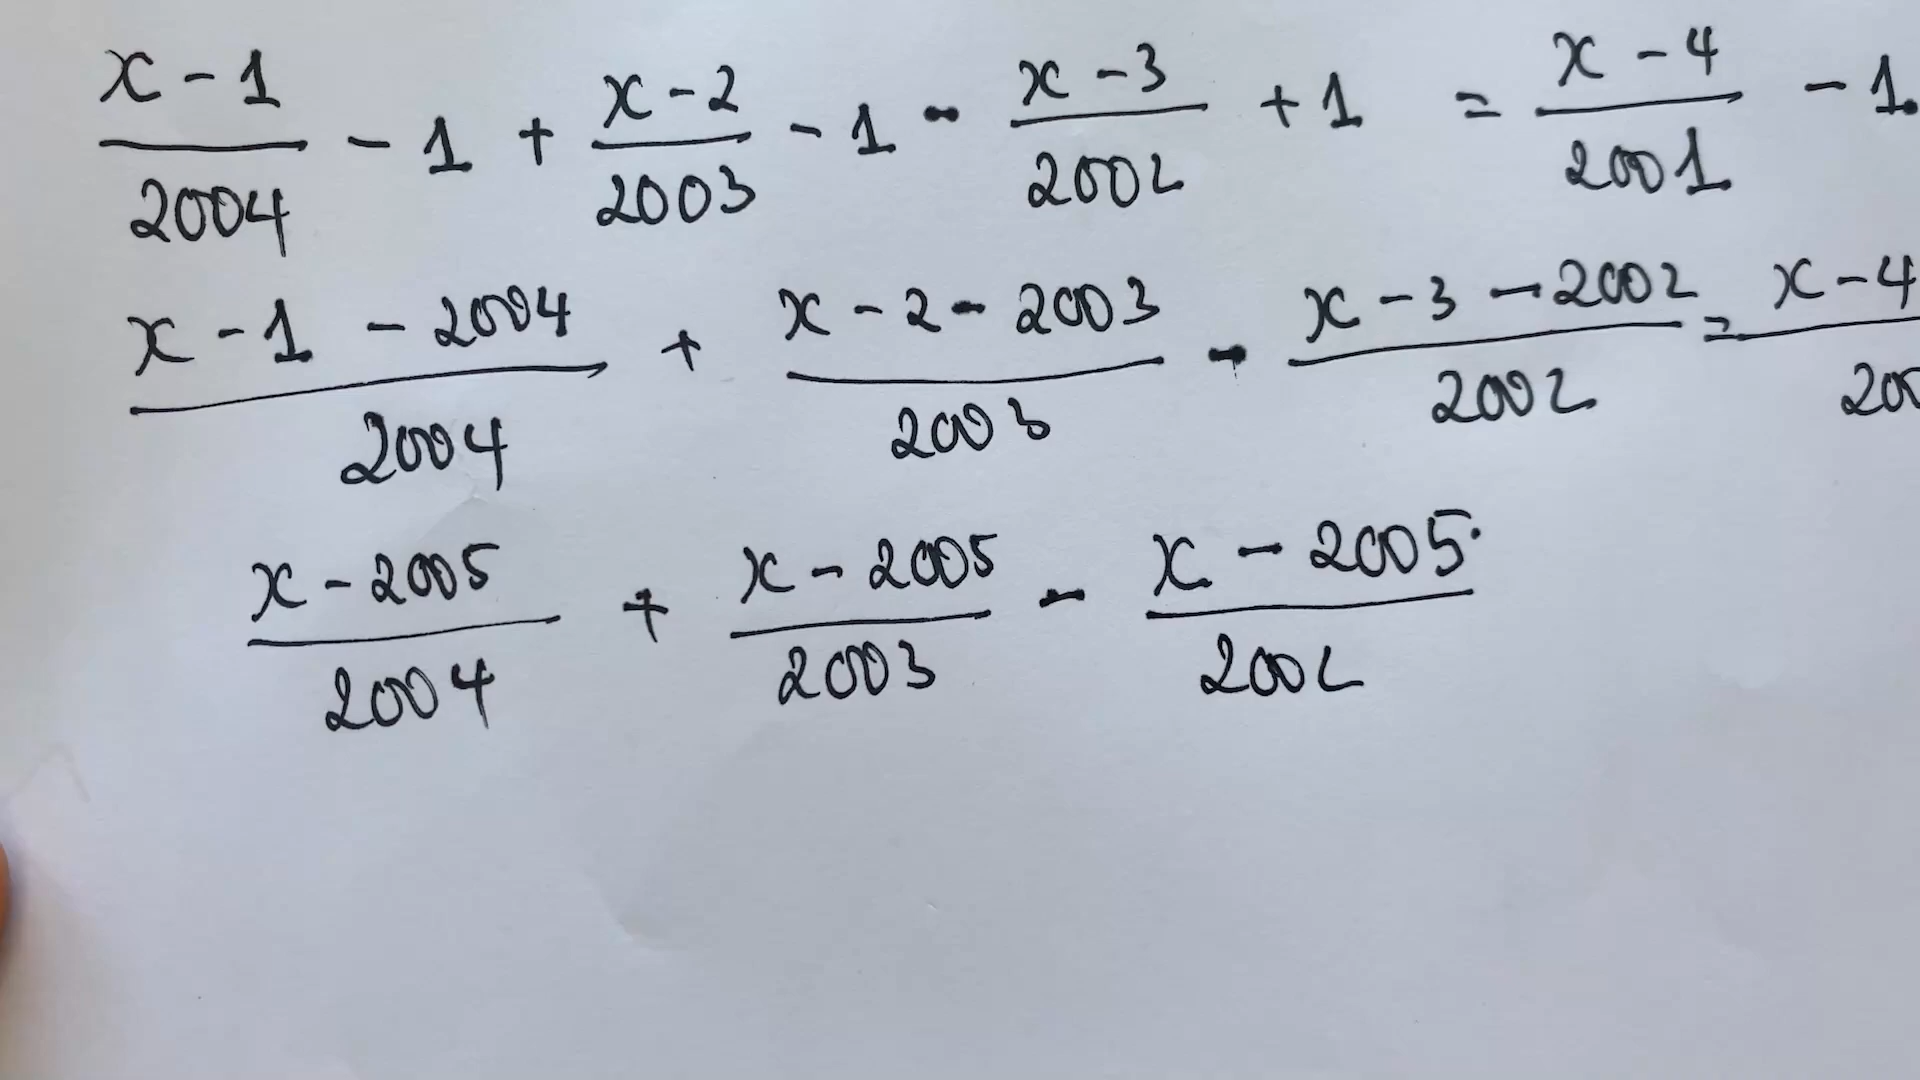 x - 1 / 2004 - 1 + x - 2 / 2003 - 1 - x - 3 / 2002 + 1 = x - 4 / 2001 - 1
x - 1 - 2004 / 2004 + x - 2 - 2003 / 2003 - x - 3 - 2002 / 2002 = x - 4 / 200
x - 2005 / 2004 + x - 2005 / 2003 - x - 2005 / 2002